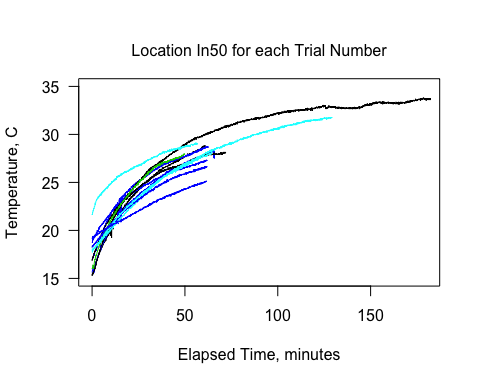 Location In50 for each Trial Number
Temperature, C
35
30
25
20
15
0 50 100 150
Elapsed Time, minutes